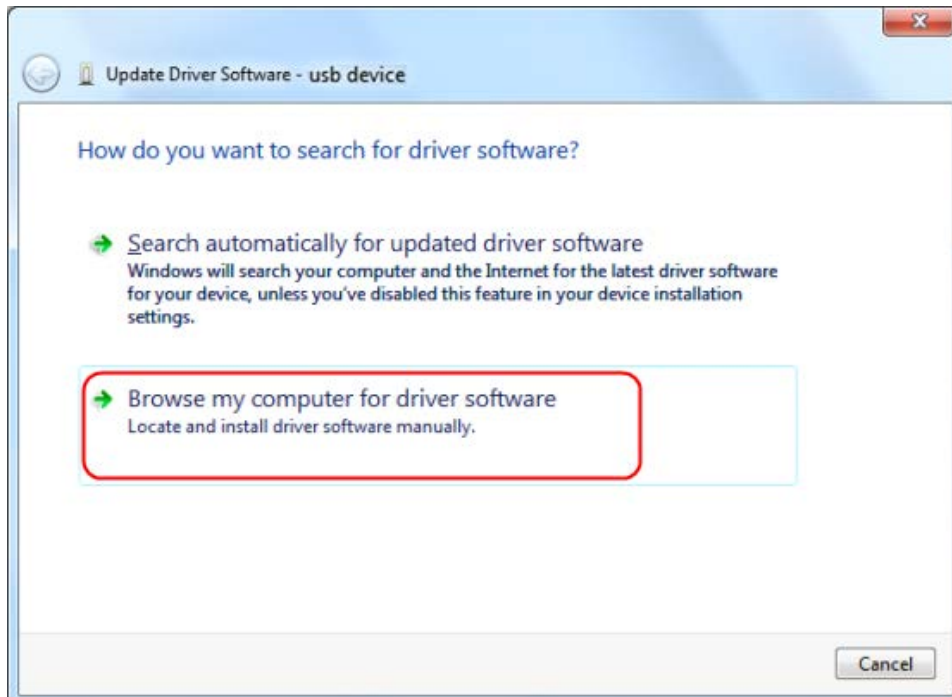 Update Driver Software - usb device
How do you want to search for driver software?
Search automatically for updated driver software
Windows will search your computer and the Internet for the latest driver software
for your device, unless you've disabled this feature in your device installation
settings.
Browse my computer for driver software
Locate and install driver software manually.
Cancel